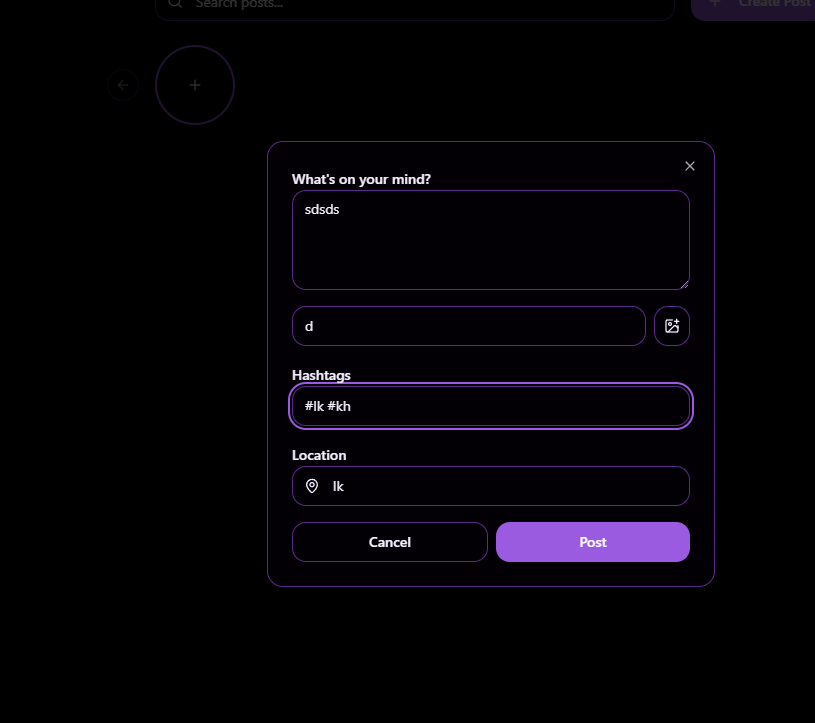 Search posts...
Create Post
What's on your mind?
sdsds
d
Hashtags
#lk #kh
Location
lk
Cancel
Post